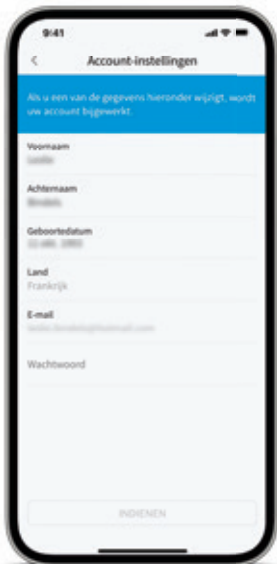 9:41
Account-instellingen
Als u een van de gegevens hieronder wijzigt, wordt
uw account bijgewerkt.
Voornaam
Achternaam
Geboortedatum
Land
Frankrijk
E-mail
Wachtwoord
INDIENEN